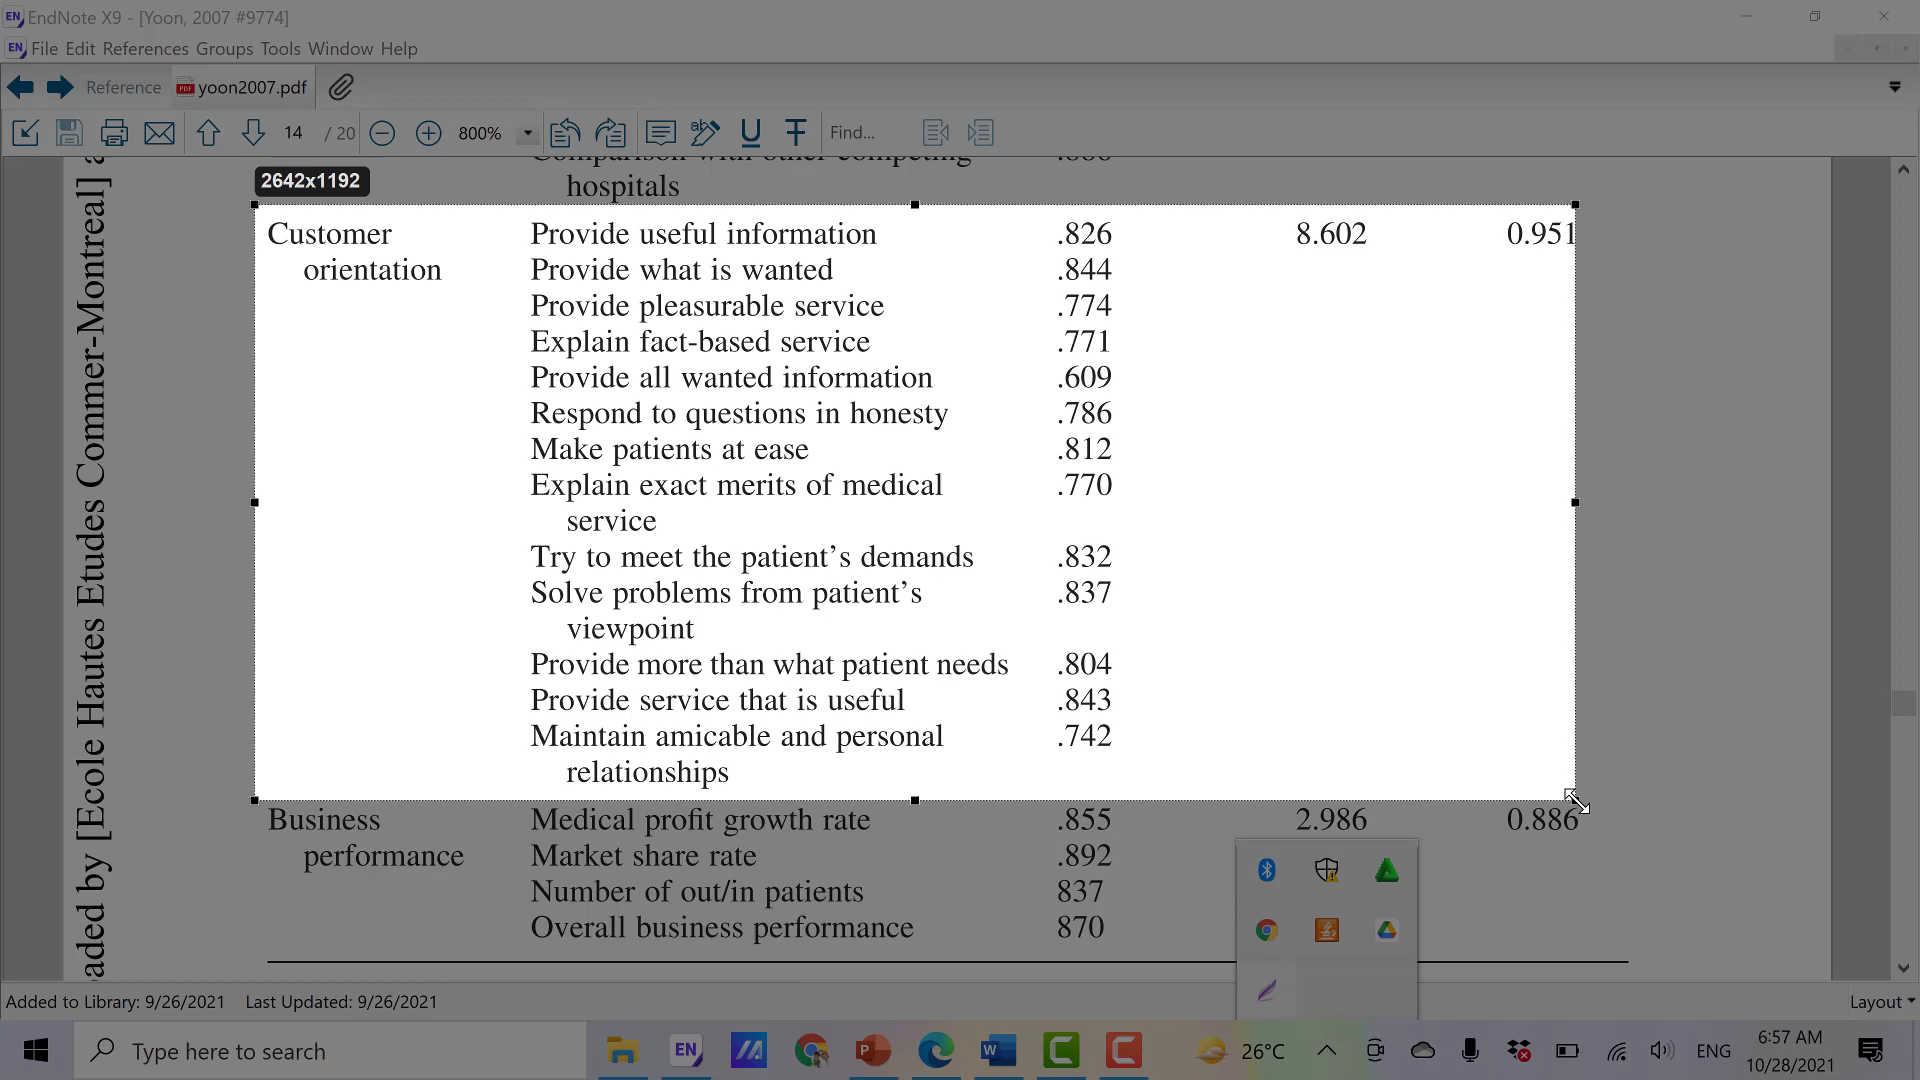 EndNote X9 - [Yoon, 2007 #9774]
File Edit References Groups Tools Window Help
Reference yoon2007.pdf
14 / 20 800% Find...
Comparison with other competing
hospitals
2642x1192
Customer Provide useful information .826 8.602 0.951
orientation Provide what is wanted .844
Provide pleasurable service .774
Explain fact-based service .771
Provide all wanted information .609
Respond to questions in honesty .786
Make patients at ease .812
Explain exact merits of medical .770
service
Try to meet the patient’s demands .832
Solve problems from patient’s .837
viewpoint
Provide more than what patient needs .804
Provide service that is useful .843
Maintain amicable and personal .742
relationships
Business Medical profit growth rate .855 2.986 0.886
performance Market share rate .892
Number of out/in patients 837
Overall business performance 870
[Ecole Hautes Etudes Commer-Montreal]
by
Added to Library: 9/26/2021 Last Updated: 9/26/2021
Layout
Type here to search
26°C
ENG
6:57 AM
10/28/2021